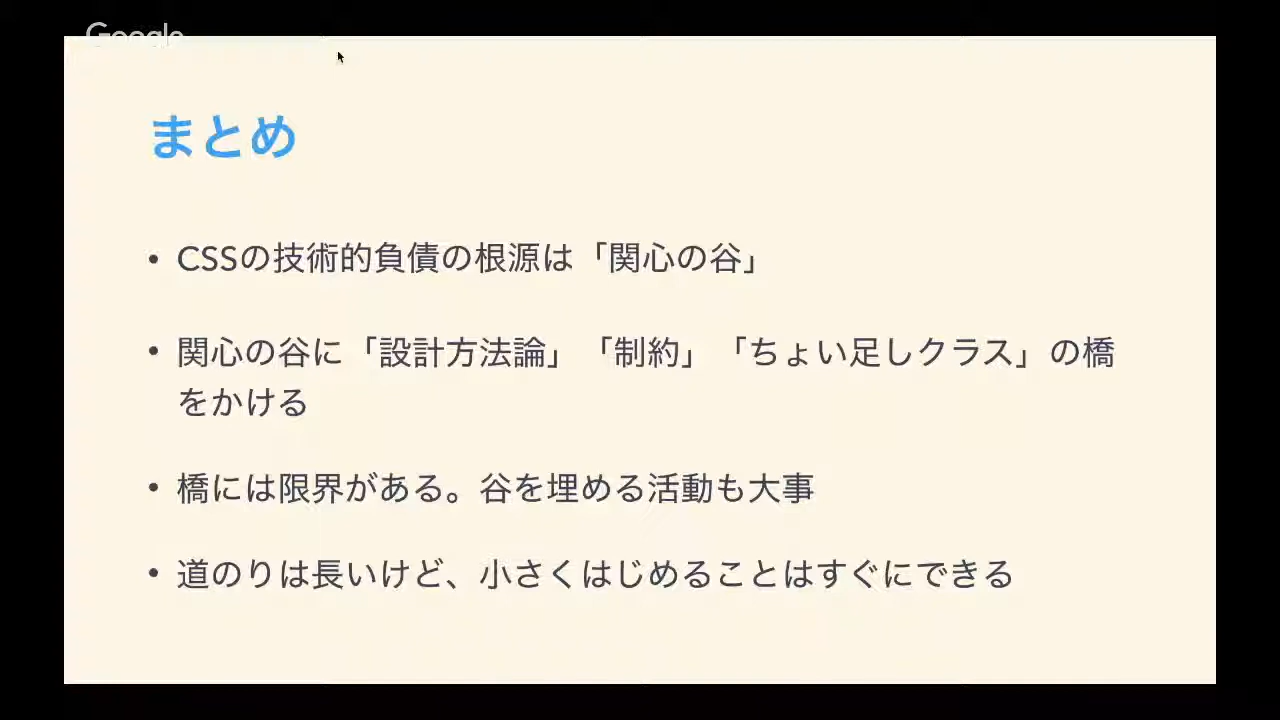 Google
まとめ
• CSSの技術的負債の根源は「関心の谷」
• 関心の谷に「設計方法論」「制約」「ちょい足しクラス」の橋
をかける
• 橋には限界がある。谷を埋める活動も大事
• 道のりは長いけど、小さくはじめることはすぐにできる